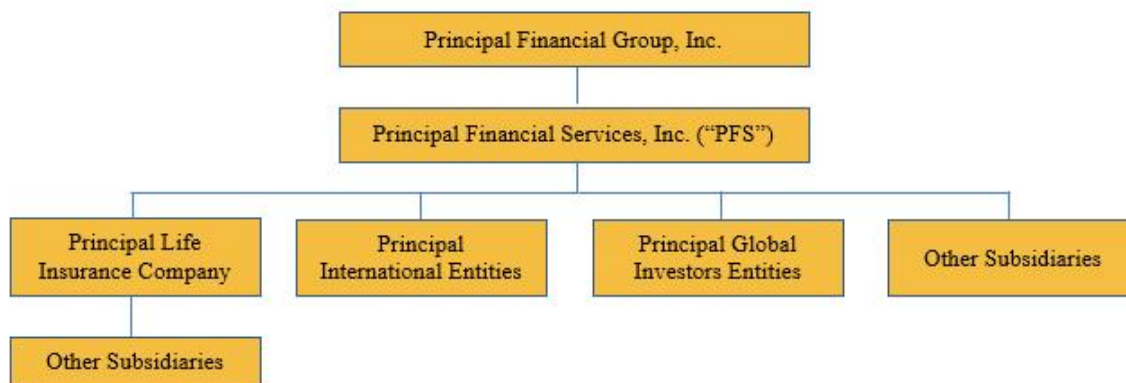 Principal Financial Group, Inc.
Principal Financial Services, Inc. (“PFS”)
Principal Life
Insurance Company
Principal
International Entities
Principal Global
Investors Entities
Other Subsidiaries
Other Subsidiaries